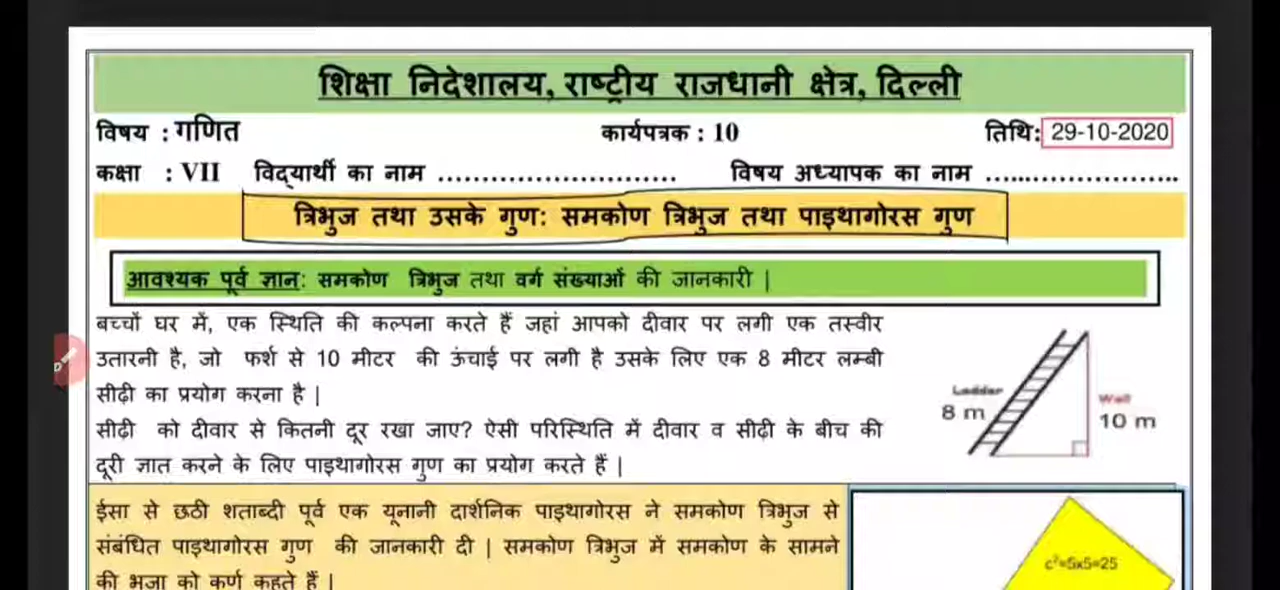 शिक्षा निदेशालय, राष्ट्रीय राजधानी क्षेत्र, दिल्ली
विषय : गणित कार्यपत्रक : 10 तिथि: 29-10-2020
कक्षा : VII विद्यार्थी का नाम ........................... विषय अध्यापक का नाम ......................
त्रिभुज तथा उसके गुण: समकोण त्रिभुज तथा पाइथागोरस गुण
आवश्यक पूर्व ज्ञान: समकोण त्रिभुज तथा वर्ग संख्याओं की जानकारी |
बच्चों घर में, एक स्थिति की कल्पना करते हैं जहां आपको दीवार पर लगी एक तस्वीर
उतारनी है, जो फर्श से 10 मीटर की ऊंचाई पर लगी है उसके लिए एक 8 मीटर लम्बी
सीढ़ी का प्रयोग करना है |
सीढ़ी को दीवार से कितनी दूर रखा जाए? ऐसी परिस्थिति में दीवार व सीढ़ी के बीच की
दूरी ज्ञात करने के लिए पाइथागोरस गुण का प्रयोग करते हैं |
Ladder
8 m
Wall
10 m
ईसा से छठी शताब्दी पूर्व एक यूनानी दार्शनिक पाइथागोरस ने समकोण त्रिभुज से
संबंधित पाइथागोरस गुण की जानकारी दी | समकोण त्रिभुज में समकोण के सामने
की भुजा को कर्ण कहते हैं |
c²=5x5=25